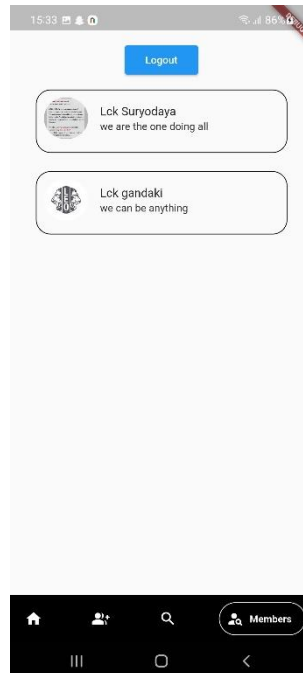 15:33
86%
Logout
Lck Suryodaya
we are the one doing all
Lck gandaki
we can be anything
Members